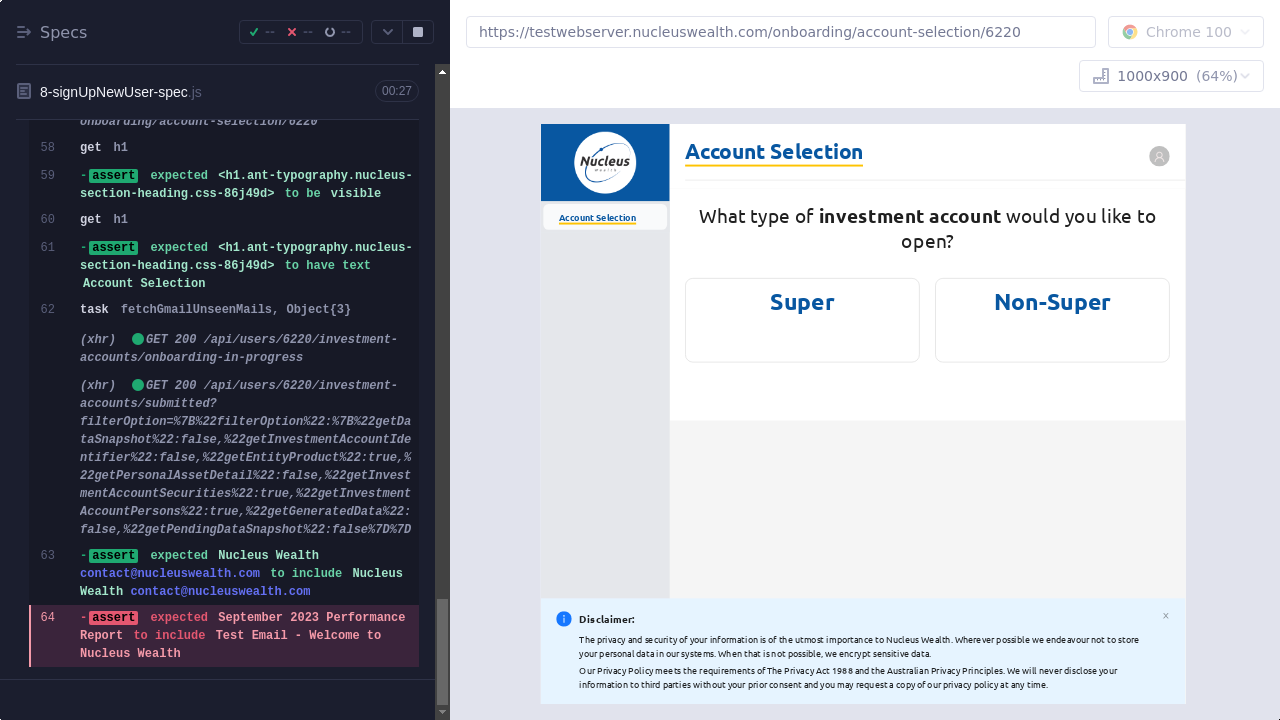 Specs
--
--
--
8-signUpNewUser-spec.js
00:27
onboarding/account-selection/6220
58 get h1
59 -assert expected <h1.ant-typography.nucleus-
section-heading.css-86j49d> to be visible
60 get h1
61 -assert expected <h1.ant-typography.nucleus-
section-heading.css-86j49d> to have text
Account Selection
62 task fetchGmailUnseenMails, Object{3}
(xhr) GET 200 /api/users/6220/investment-
accounts/onboarding-in-progress
(xhr) GET 200 /api/users/6220/investment-
accounts/submitted?
filterOption=%7B%22filterOption%22:%7B%22getDa
taSnapshot%22:false,%22getInvestmentAccountIde
ntifier%22:false,%22getEntityProduct%22:true,%
22getPersonalAssetDetail%22:false,%22getInvest
mentAccountSecurities%22:true,%22getInvestment
AccountPersons%22:true,%22getGeneratedData%22:
false,%22getPendingDataSnapshot%22:false%7D%7D
63 -assert expected Nucleus Wealth
contact@nucleuswealth.com to include Nucleus
Wealth contact@nucleuswealth.com
64 -assert expected September 2023 Performance
Report to include Test Email - Welcome to
Nucleus Wealth
https://testwebserver.nucleuswealth.com/onboarding/account-selection/6220
Chrome 100
1000x900 (64%)
Nucleus
Wealth
Account Selection
Account Selection
What type of investment account would you like to
open?
Super
Non-Super
Disclaimer:
The privacy and security of your information is of the utmost importance to Nucleus Wealth. Wherever possible we endeavour not to store
your personal data in our systems. When that is not possible, we encrypt sensitive data.
Our Privacy Policy meets the requirements of The Privacy Act 1988 and the Australian Privacy Principles. We will never disclose your
information to third parties without your prior consent and you may request a copy of our privacy policy at any time.